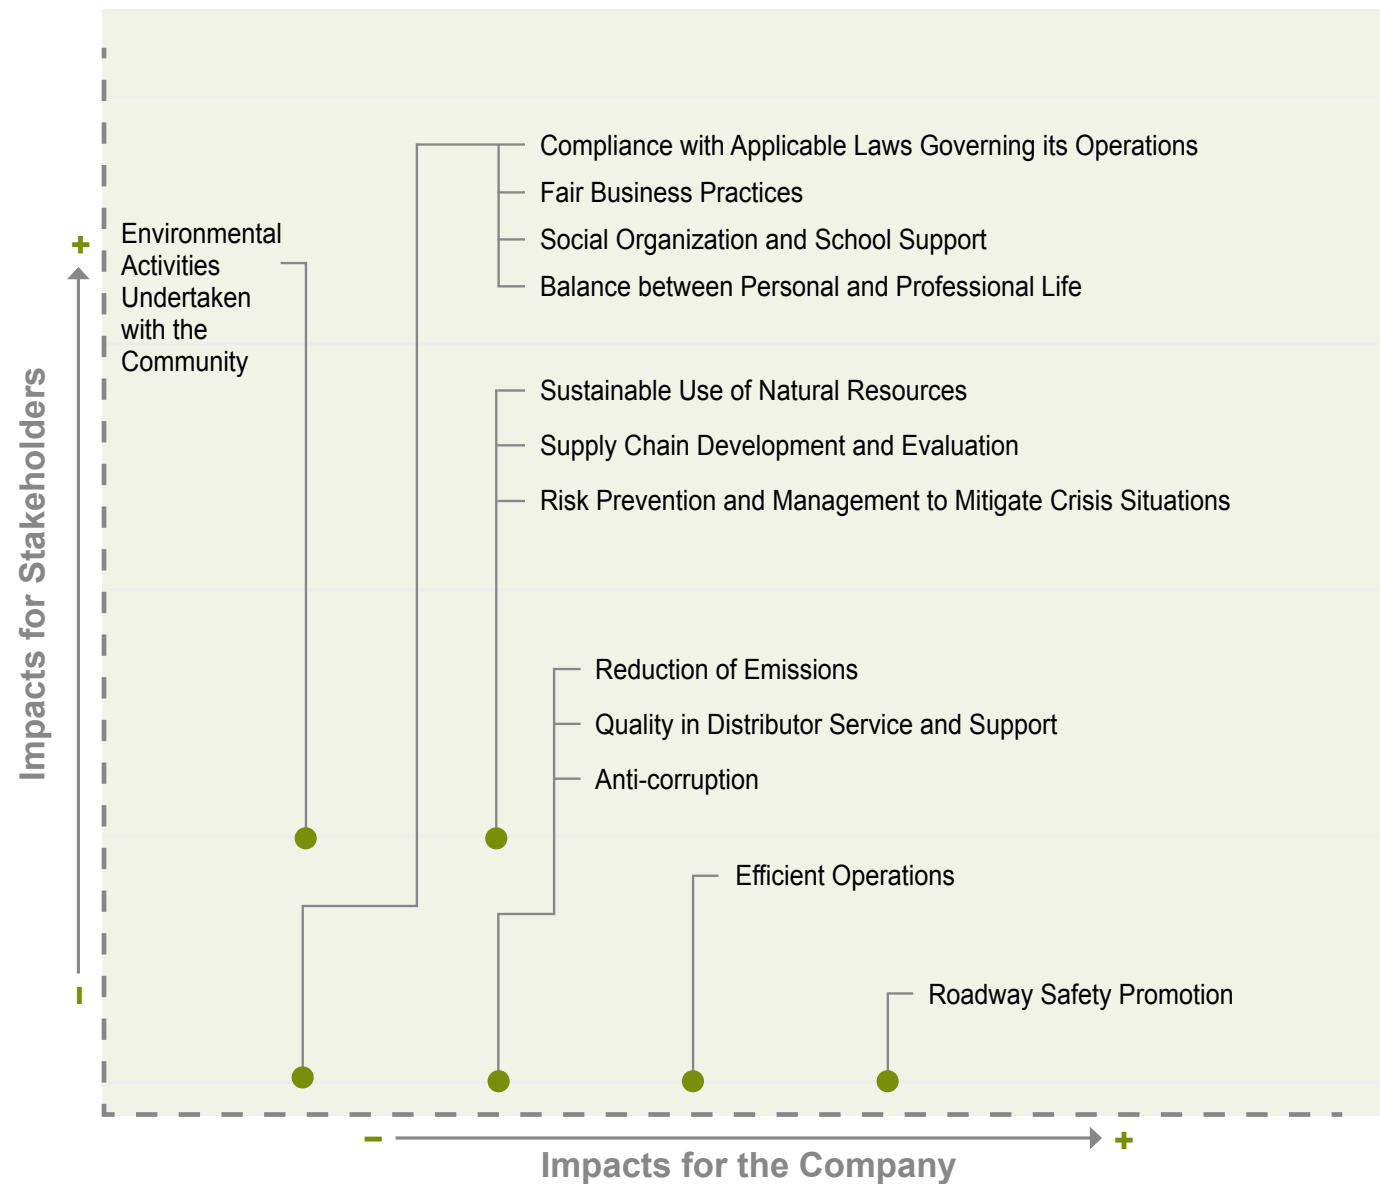 Compliance with Applicable Laws Governing its Operations
Fair Business Practices
Social Organization and School Support
Balance between Personal and Professional Life
+
Environmental
Activities
Undertaken
with the
Community
Sustainable Use of Natural Resources
Supply Chain Development and Evaluation
Risk Prevention and Management to Mitigate Crisis Situations
Impacts for Stakeholders
Reduction of Emissions
Quality in Distributor Service and Support
Anti-corruption
Efficient Operations
Roadway Safety Promotion
-
- +
Impacts for the Company